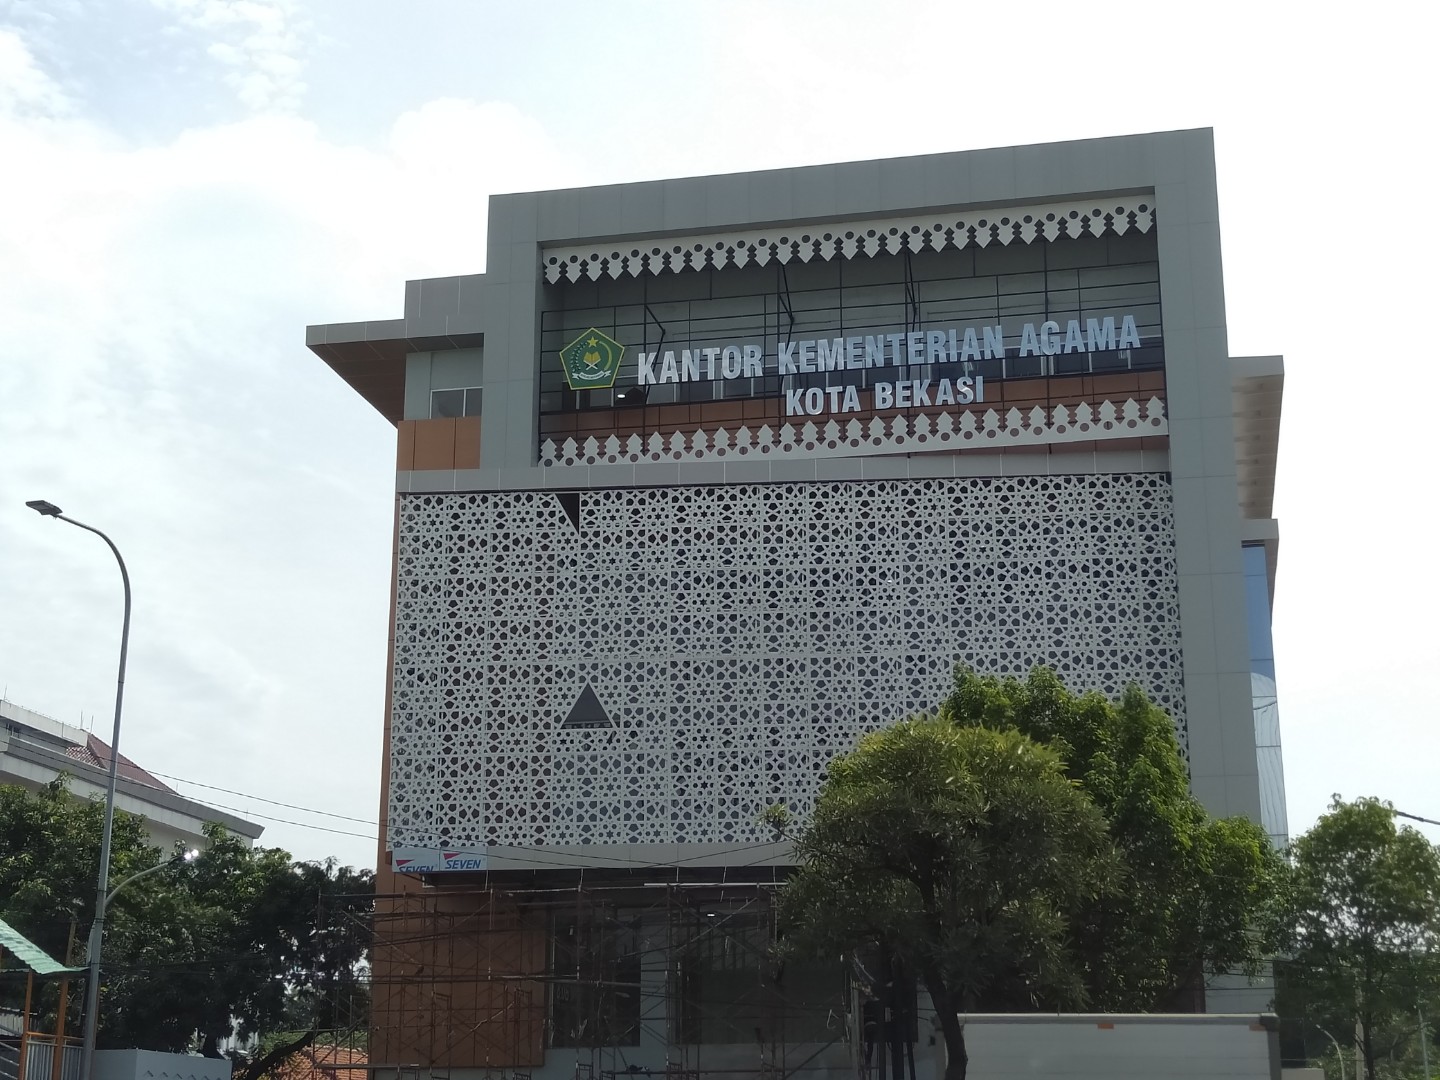 KANTOR KEMENTERIAN AGAMA
KOTA BEKASI
SEVEN
SEVEN